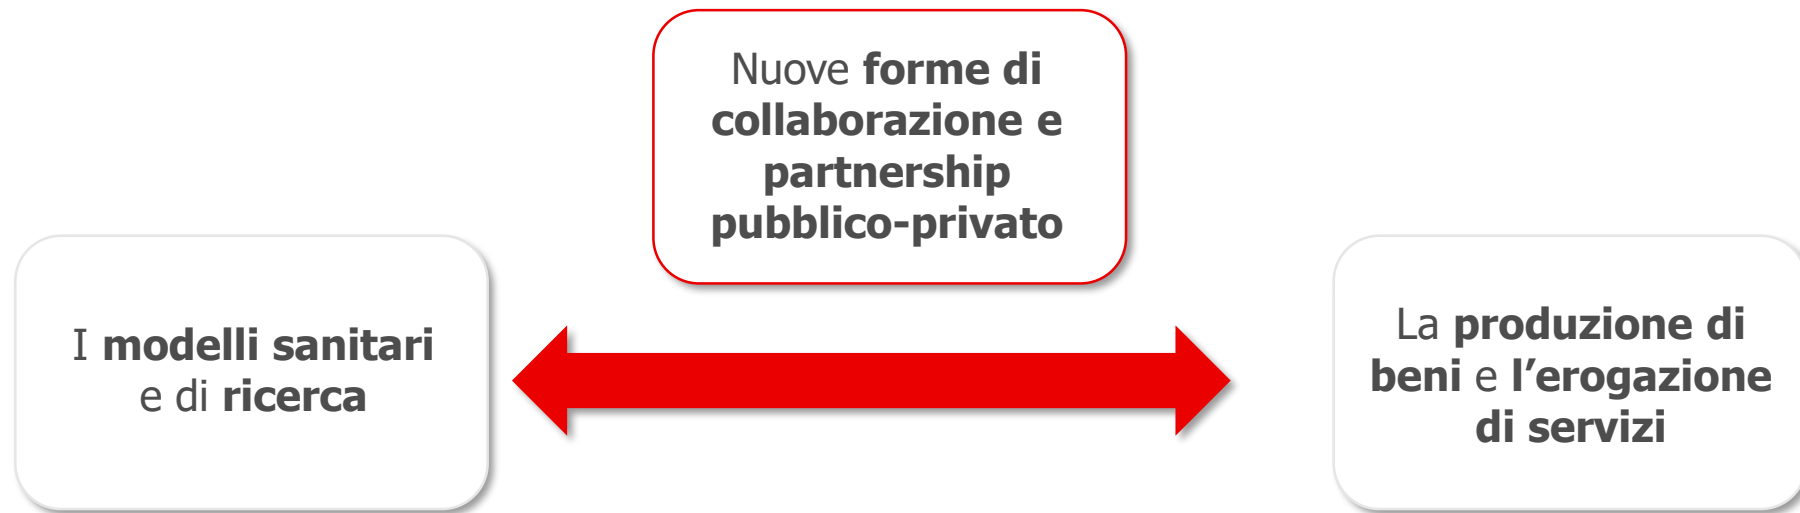 Nuove forme di
collaborazione e
partnership
pubblico-privato
I modelli sanitari
e di ricerca
La produzione di
beni e l’erogazione
di servizi